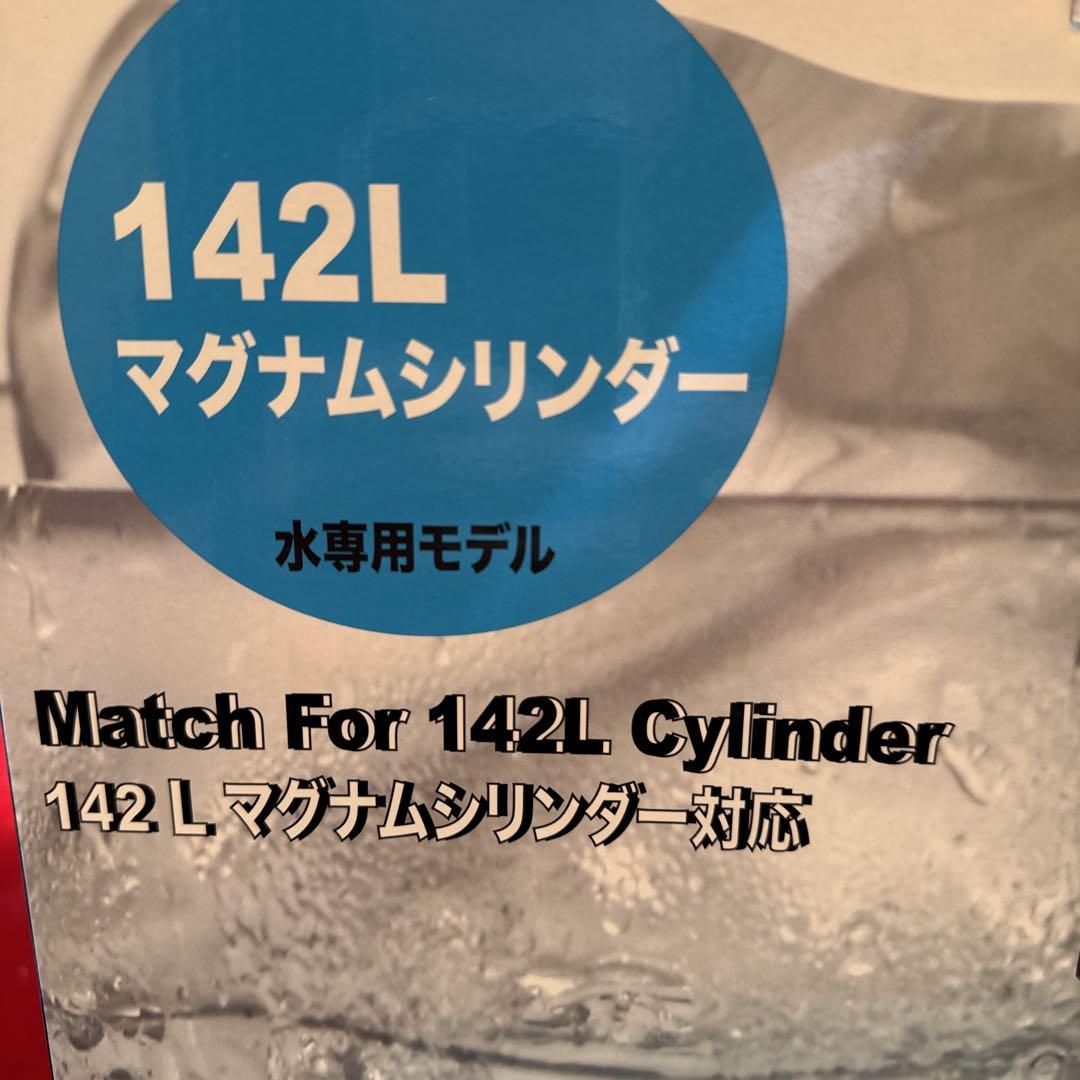 142L
マグナムシリンダー
水専用モデル
Match For 142L Cylinder
142 L マグナムシリンダー対応